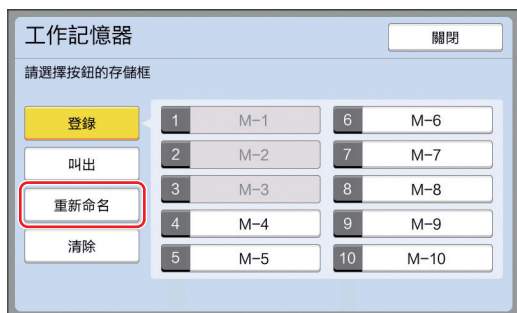 工作記憶器
關閉
請選擇按鈕的存儲框
登錄
叫出
重新命名
清除
1 M-1
2 M-2
3 M-3
4 M-4
5 M-5
6 M-6
7 M-7
8 M-8
9 M-9
10 M-10